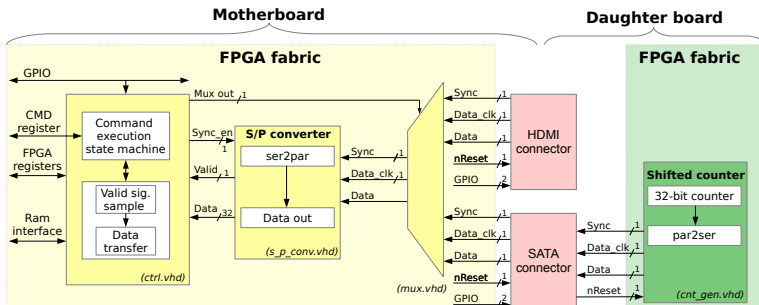 Motherboard
Daughter board
FPGA fabric
FPGA fabric
GPIO
CMD
register
FPGA
registers
Ram
interface
Command
execution
state machine
Valid sig.
sample
Data
transfer
(ctrl.vhd)
Mux out 1
Sync_en
1
Valid 1
Data 32
S/P converter
ser2par
Data out
(s_p_conv.vhd)
Sync 1
Data_clk 1
Data
(mux.vhd)
Sync 1
Data_clk 1
Data 1
nReset 1
GPIO 2
HDMI
connector
Sync 1
Data_clk 1
Data 1
nReset 1
GPIO 2
SATA
connector
Sync 1
Data_clk 1
Data 1
nReset 1
Shifted counter
32-bit counter
par2ser
(cnt_gen.vhd)